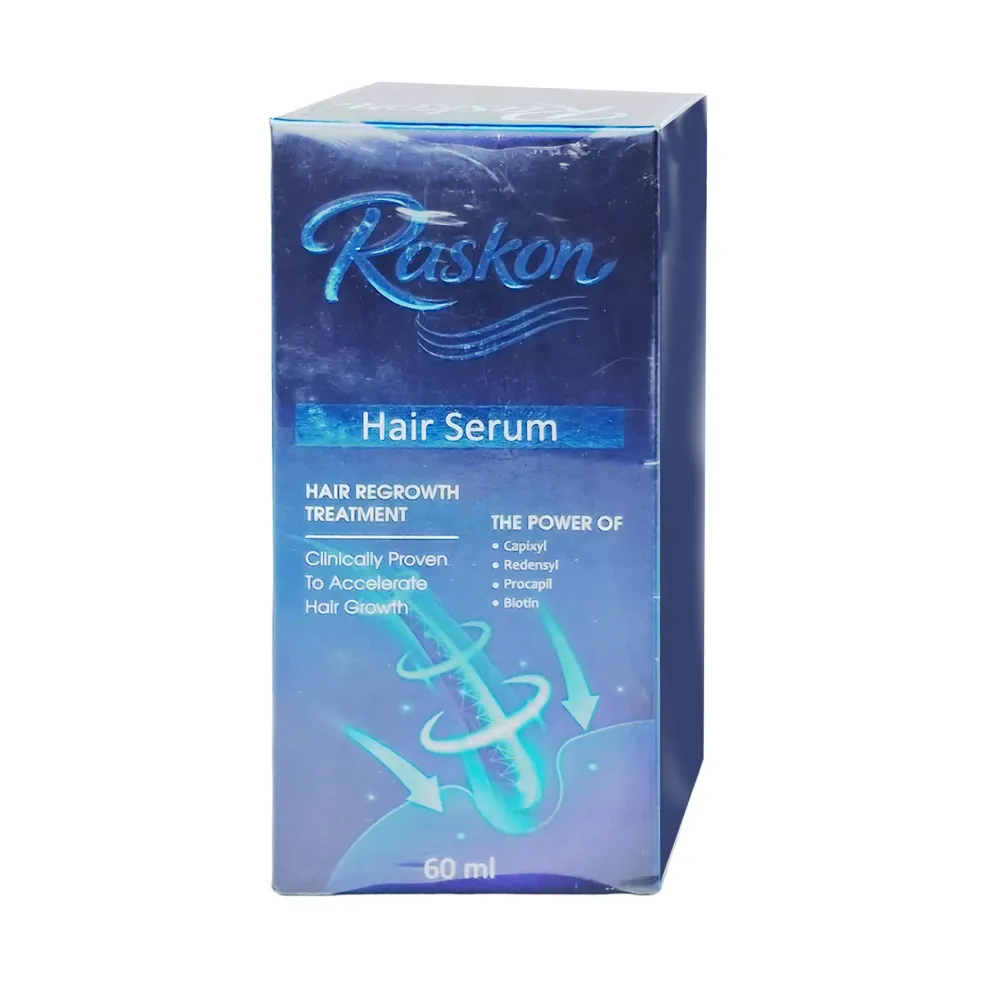 Raskon
Raskon
Hair Serum
HAIR REGROWTH
TREATMENT
Clinically Proven
To Accelerate
Hair Growth
THE POWER OF
• Capixyl
• Redensyl
• Procapil
• Biotin
60 ml